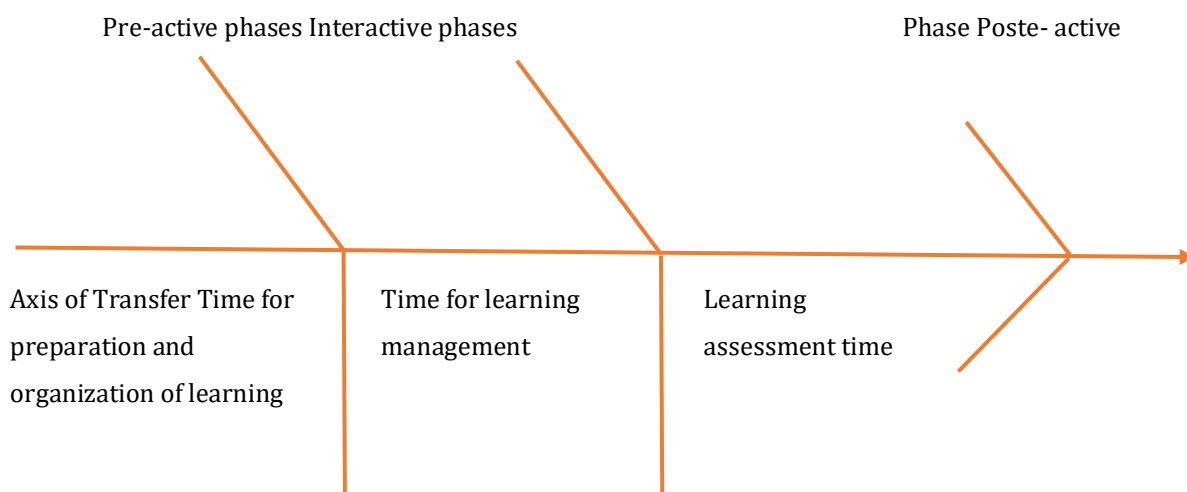 Pre-active phases Interactive phases
Phase Poste- active
Axis of Transfer Time for
preparation and
organization of learning
Time for learning
management
Learning
assessment time